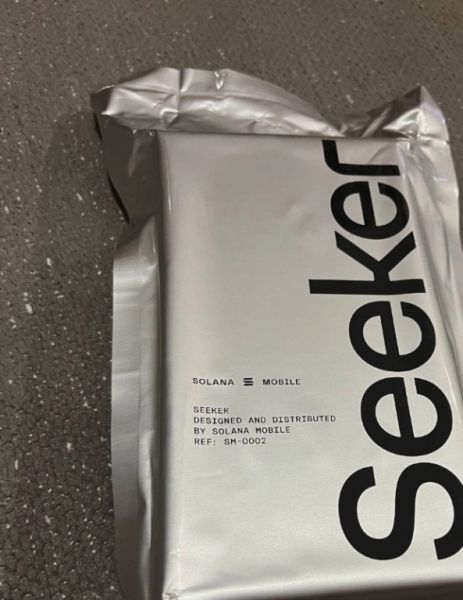 Seeker
SOLANA MOBILE
SEEKER
DESIGNED AND DISTRIBUTED
BY SOLANA MOBILE
REF: SM-0002